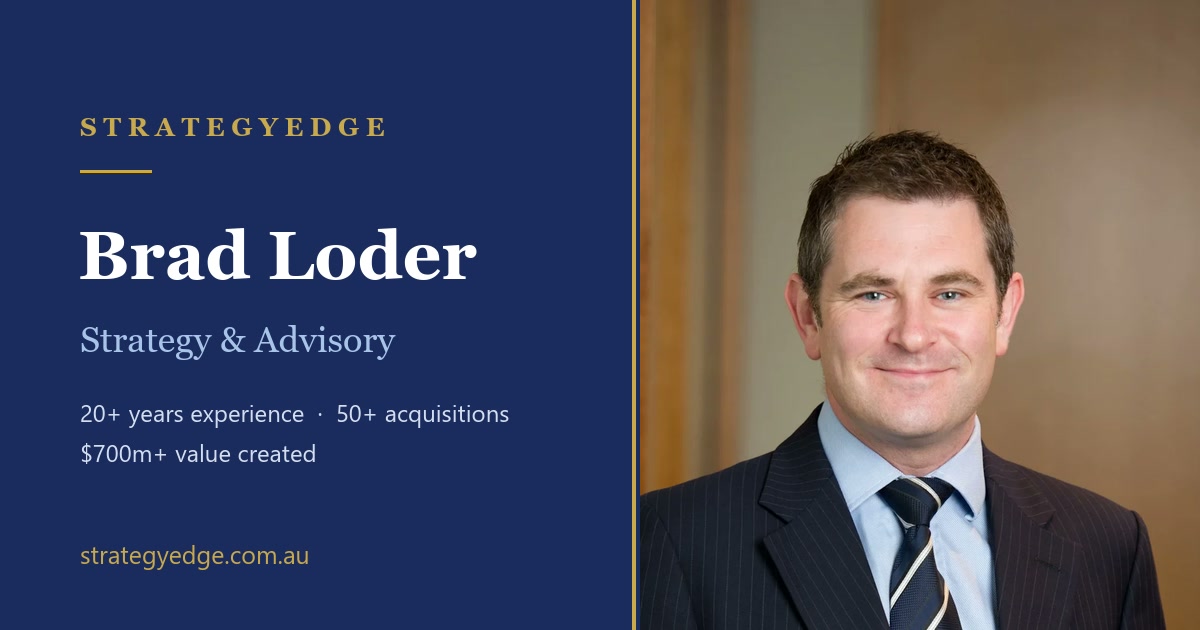 STRATEGYEDGE
Brad Loder
Strategy & Advisory
20+ years experience · 50+ acquisitions
$700m+ value created
strategyedge.com.au